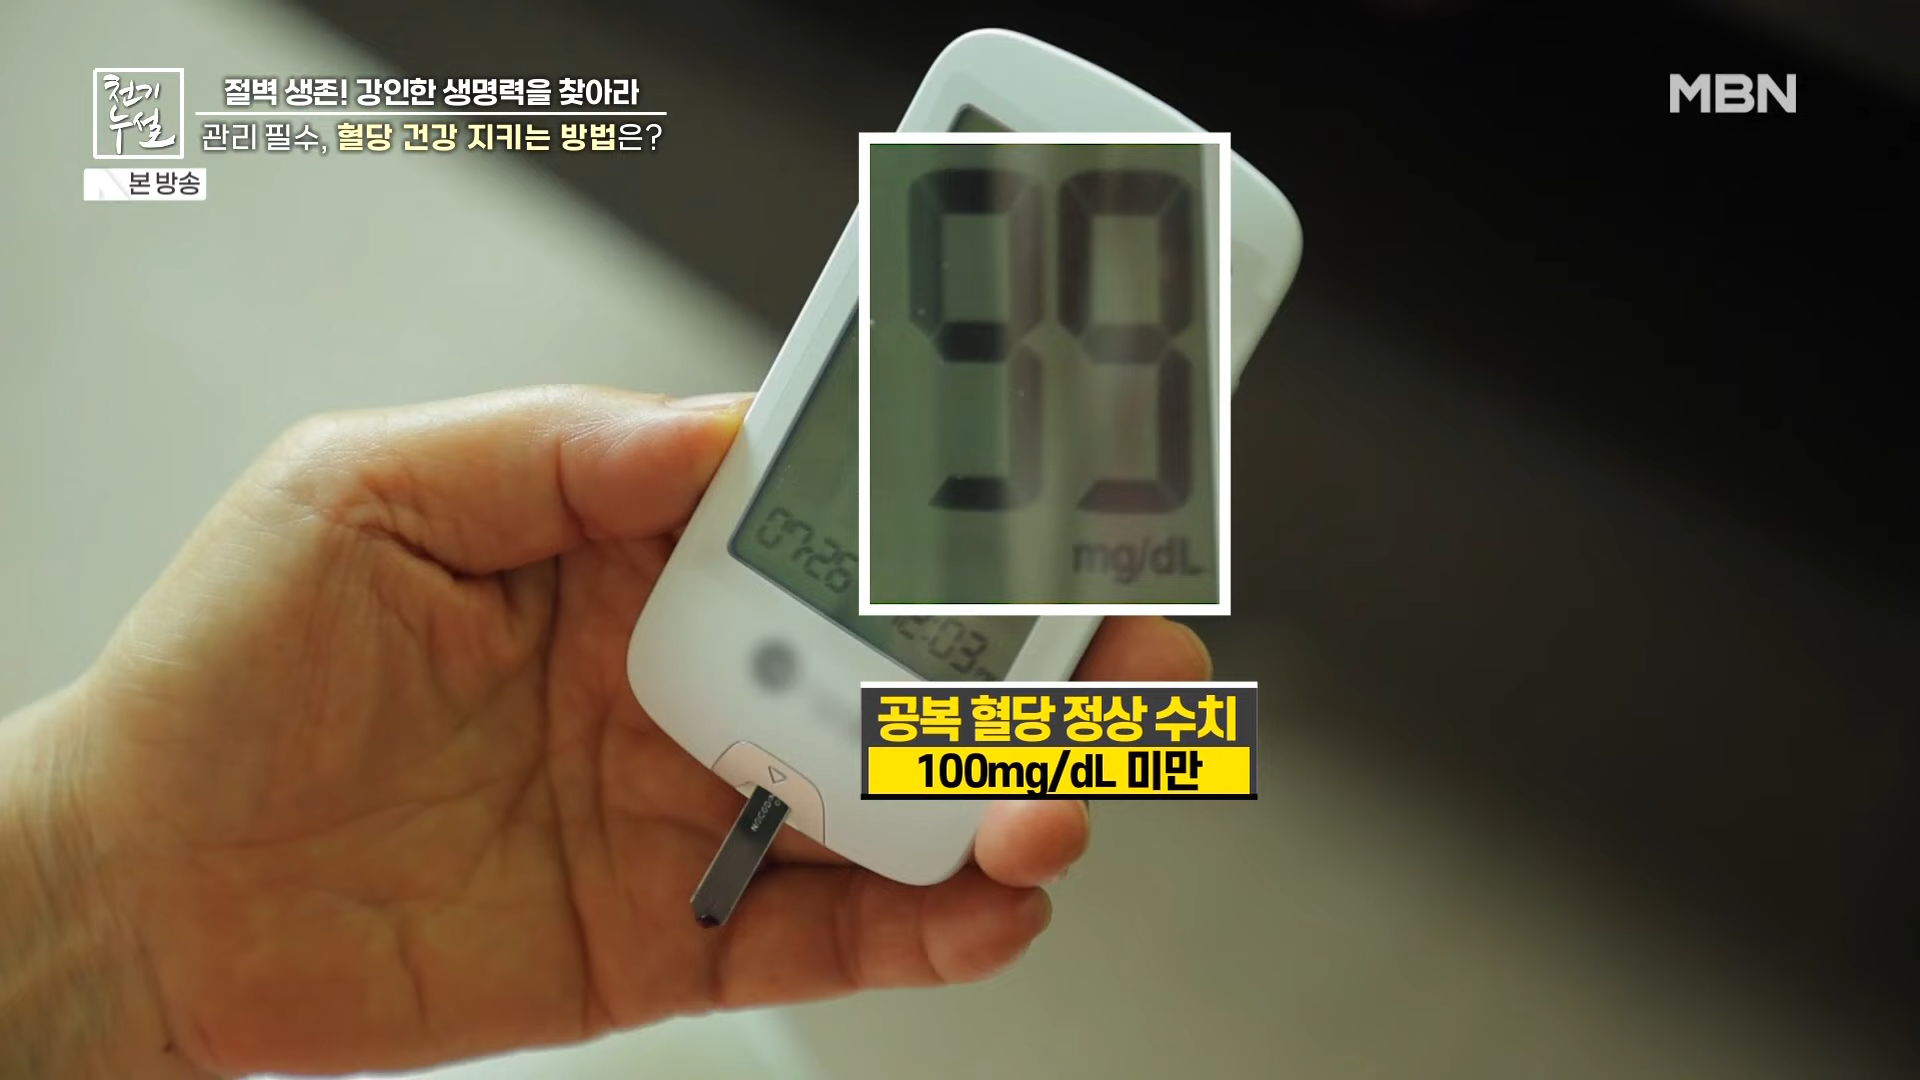 천기
누설
절벽 생존! 강인한 생명력을 찾아라
관리 필수, 혈당 건강 지키는 방법은?
본 방송
MBN
99
mg/dL
07:26
12:03
공복 혈당 정상 수치
100mg/dL 미만